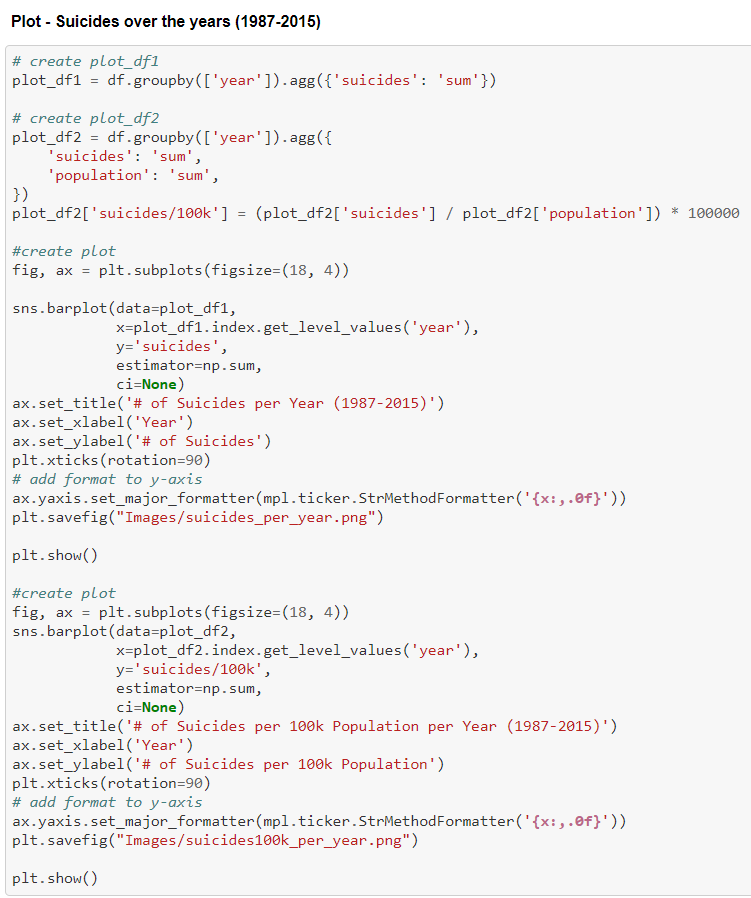 Plot - Suicides over the years (1987-2015)
# create plot_df1
plot_df1 = df.groupby(['year']).agg({'suicides': 'sum'})

# create plot_df2
plot_df2 = df.groupby(['year']).agg({
    'suicides': 'sum',
    'population': 'sum',
})
plot_df2['suicides/100k'] = (plot_df2['suicides'] / plot_df2['population']) * 100000

#create plot
fig, ax = plt.subplots(figsize=(18, 4))

sns.barplot(data=plot_df1,
            x=plot_df1.index.get_level_values('year'),
            y='suicides',
            estimator=np.sum,
            ci=None)
ax.set_title('# of Suicides per Year (1987-2015)')
ax.set_xlabel('Year')
ax.set_ylabel('# of Suicides')
plt.xticks(rotation=90)
# add format to y-axis
ax.yaxis.set_major_formatter(mpl.ticker.StrMethodFormatter('{x:,.0f}'))
plt.savefig("Images/suicides_per_year.png")

plt.show()

#create plot
fig, ax = plt.subplots(figsize=(18, 4))
sns.barplot(data=plot_df2,
            x=plot_df2.index.get_level_values('year'),
            y='suicides/100k',
            estimator=np.sum,
            ci=None)
ax.set_title('# of Suicides per 100k Population per Year (1987-2015)')
ax.set_xlabel('Year')
ax.set_ylabel('# of Suicides per 100k Population')
plt.xticks(rotation=90)
# add format to y-axis
ax.yaxis.set_major_formatter(mpl.ticker.StrMethodFormatter('{x:,.0f}'))
plt.savefig("Images/suicides100k_per_year.png")

plt.show()